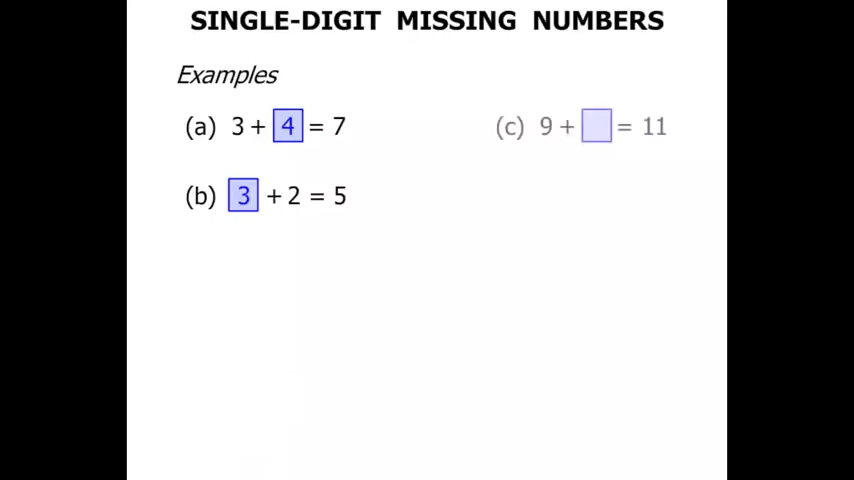 SINGLE-DIGIT MISSING NUMBERS
Examples
(a) 3 + 4 = 7
(c) 9 + = 11
(b) 3 + 2 = 5